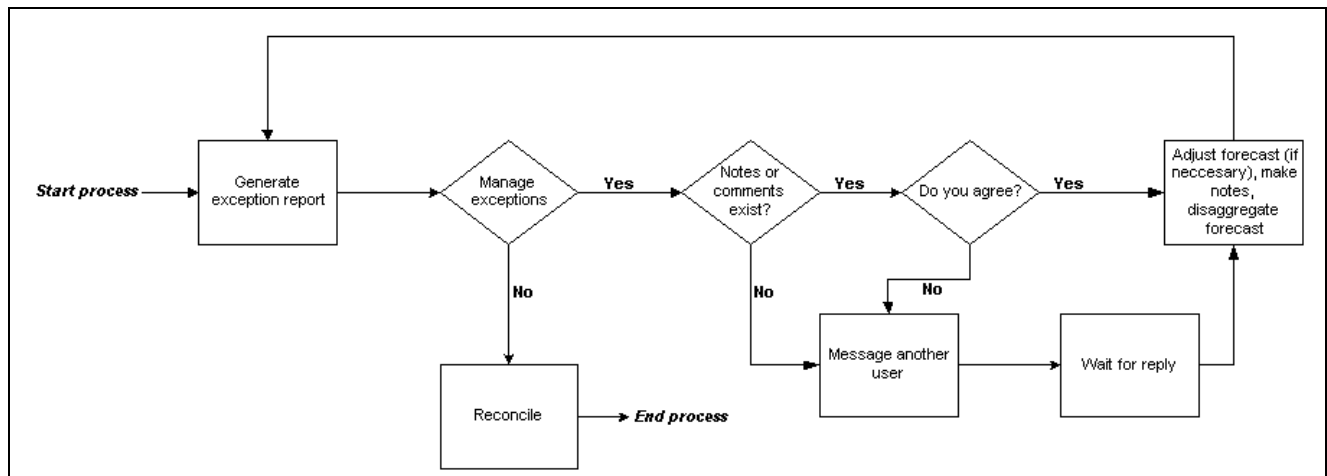 Start process
Generate
exception report
Manage
exceptions
Yes
Notes or
comments
exist?
Yes
Do you agree?
Yes
Adjust forecast (if
neccesary), make
notes,
disaggregate
forecast
No
No
No
Message another
user
Wait for reply
Reconcile
End process